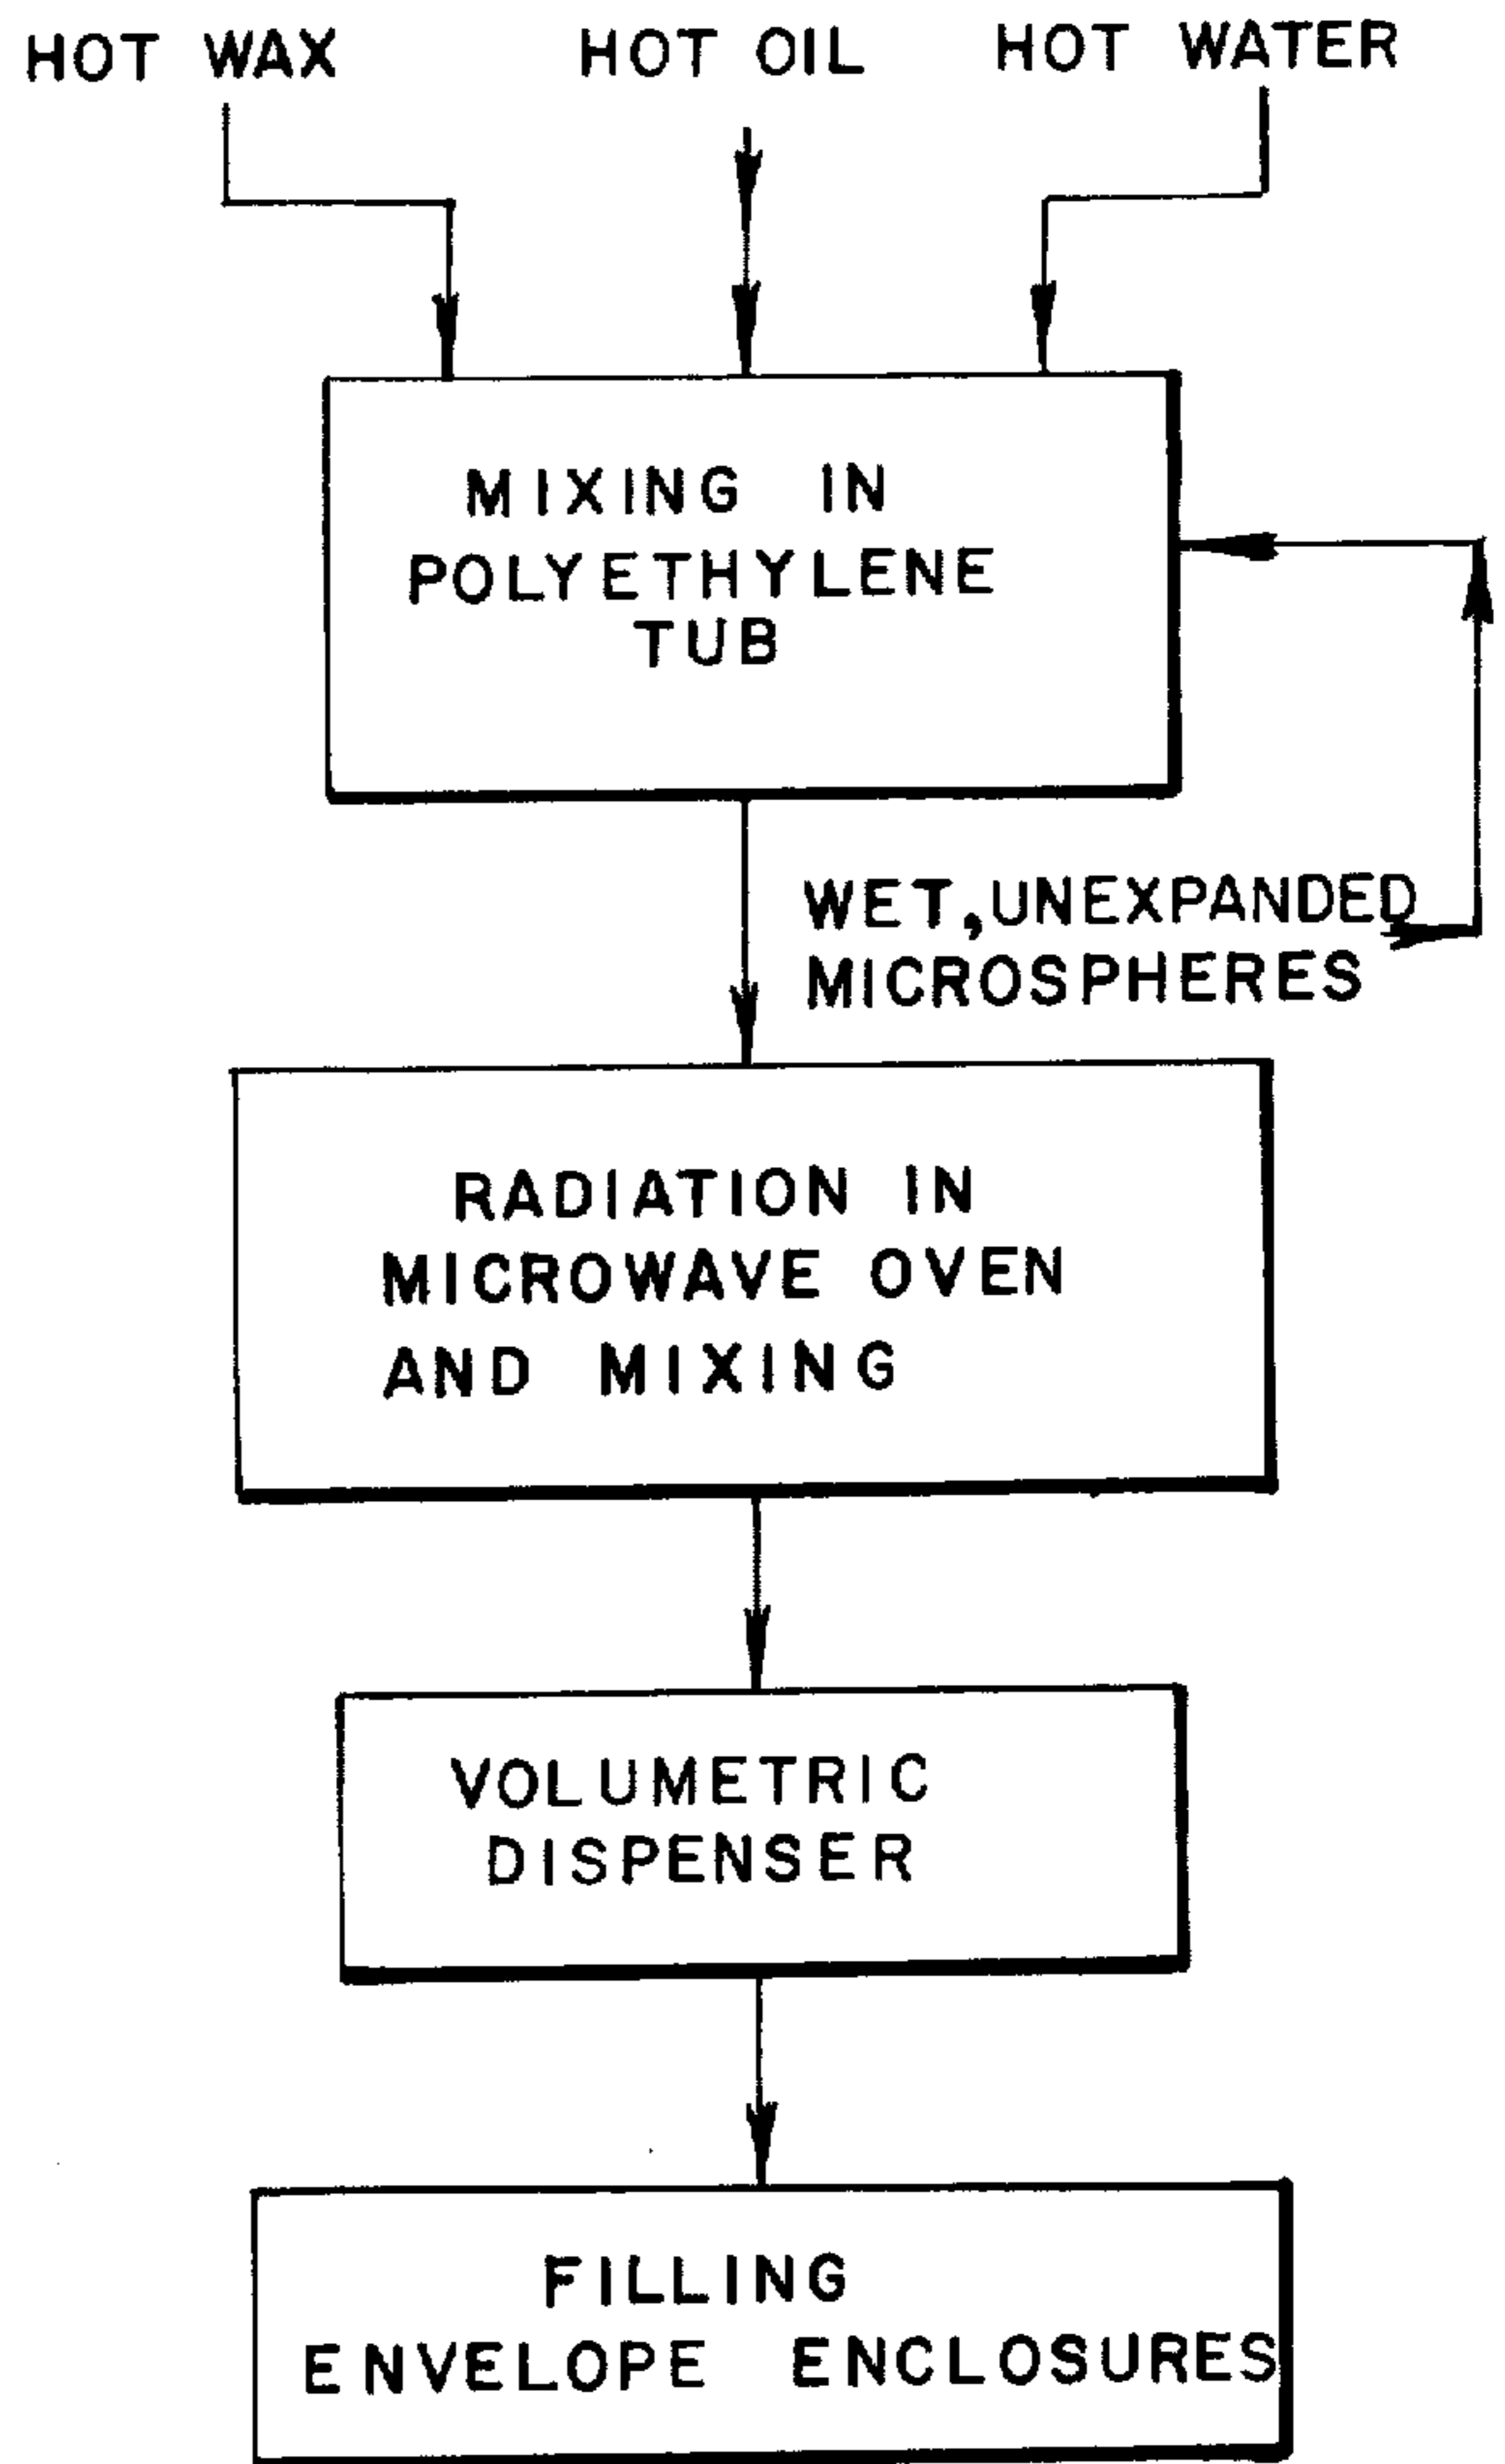 HOT WAX HOT OIL HOT WATER
MIXING IN
POLYETHYLENE
TUB
WET, UNEXPANDED
MICROSPHERES
RADIATION IN
MICROWAVE OVEN
AND MIXING
VOLUMETRIC
DISPENSER
FILLING
ENVELOPE ENCLOSURES